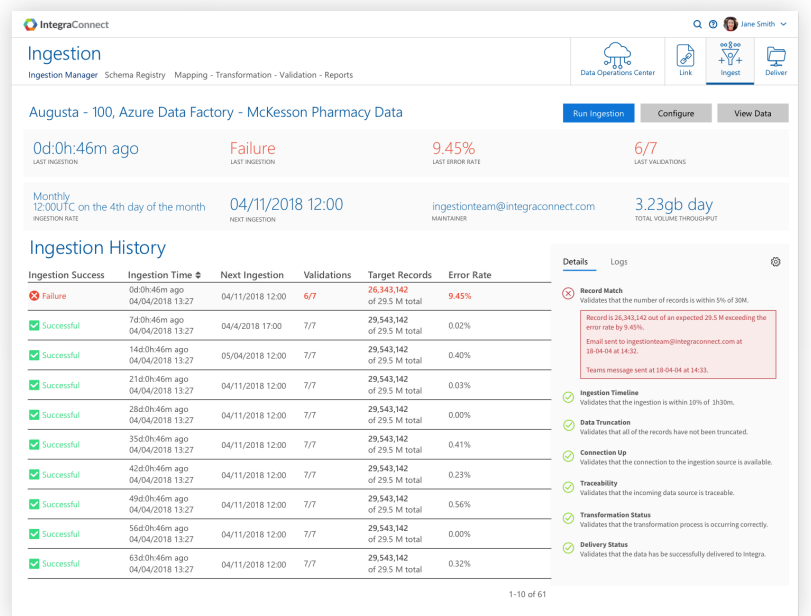 IntegraConnect
Jane Smith
Ingestion
Ingestion Manager Schema Registry Mapping - Transformation - Validation - Reports
Data Operations Center
Link
Ingest
Deliver
Augusta - 100, Azure Data Factory - McKesson Pharmacy Data
Run Ingestion
Configure
View Data
0d:0h:46m ago
LAST INGESTION
Failure
LAST INGESTION
9.45%
LAST ERROR RATE
6/7
LAST VALIDATIONS
Monthly
12:00UTC on the 4th day of the month
INGESTION RATE
04/11/2018 12:00
NEXT INGESTION
ingestionteam@integraconnect.com
MAINTAINER
3.23gb day
TOTAL VOLUME THROUGHPUT
Ingestion History
Ingestion Success Ingestion Time Next Ingestion Validations Target Records Error Rate
Failure 0d:0h:46m ago 04/11/2018 12:00 6/7 26,343,142 9.45%
04/04/2018 13:27 of 29.5 M total
Successful 7d:0h:46m ago 04/4/2018 17:00 7/7 29,543,142 0.02%
04/04/2018 13:27 of 29.5 M total
Successful 14d:0h:46m ago 05/04/2018 12:00 7/7 29,543,142 0.40%
04/04/2018 13:27 of 29.5 M total
Successful 21d:0h:46m ago 04/11/2018 12:00 7/7 29,543,142 0.03%
04/04/2018 13:27 of 29.5 M total
Successful 28d:0h:46m ago 04/11/2018 12:00 7/7 29,543,142 0.00%
04/04/2018 13:27 of 29.5 M total
Successful 35d:0h:46m ago 04/11/2018 12:00 7/7 29,543,142 0.41%
04/04/2018 13:27 of 29.5 M total
Successful 42d:0h:46m ago 04/11/2018 12:00 7/7 29,543,142 0.23%
04/04/2018 13:27 of 29.5 M total
Successful 49d:0h:46m ago 04/11/2018 12:00 7/7 29,543,142 0.56%
04/04/2018 13:27 of 29.5 M total
Successful 56d:0h:46m ago 04/11/2018 12:00 7/7 29,543,142 0.00%
04/04/2018 13:27 of 29.5 M total
Successful 63d:0h:46m ago 04/11/2018 12:00 7/7 29,543,142 0.32%
04/04/2018 13:27 of 29.5 M total
1-10 of 61
Details Logs
Record Match
Validates that the number of records is within 5% of 30M.
Record is 26,343,142 out of an expected 29.5 M exceeding the
error rate by 9.45%.
Email sent to ingestionteam@integraconnect.com at
18-04-04 at 14:32.
Teams message sent at 18-04-04 at 14:33.
Ingestion Timeline
Validates that the ingestion is within 10% of 1h30m.
Data Truncation
Validates that all of the records have not been truncated.
Connection Up
Validates that the connection to the ingestion source is available.
Traceability
Validates that the incoming data source is traceable.
Transformation Status
Validates that the transformation process is occurring correctly.
Delivery Status
Validates that the data has be successfully delivered to Integra.